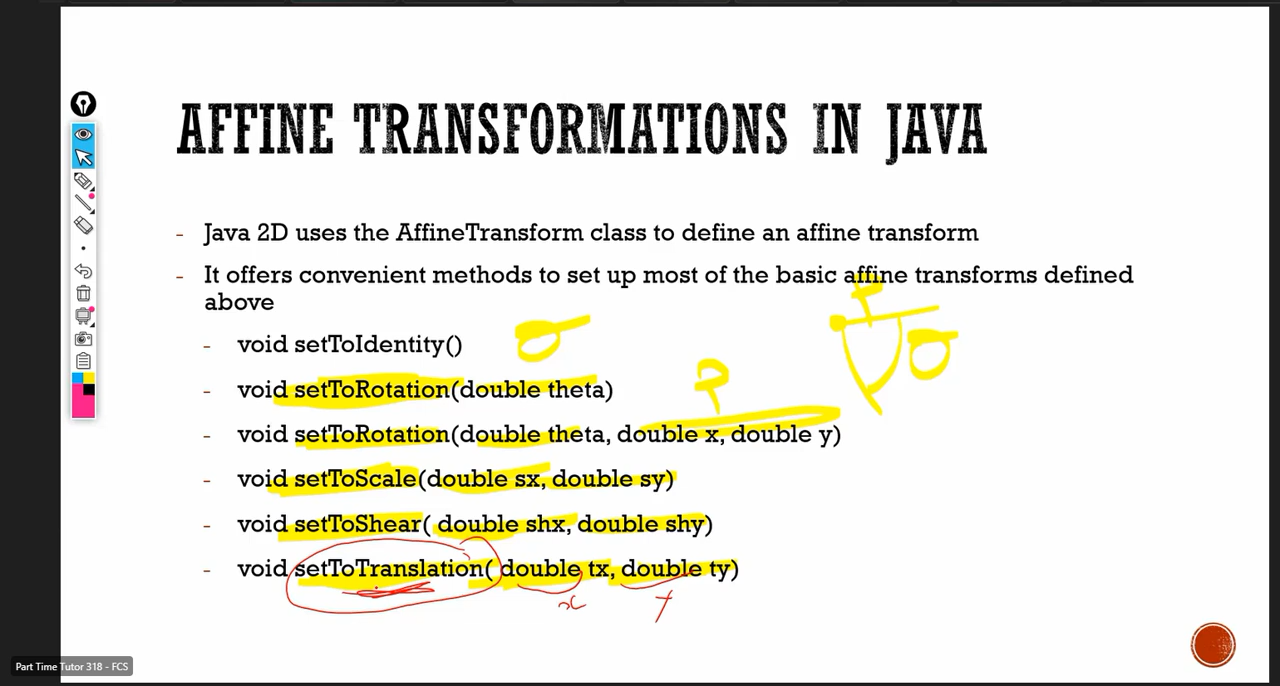 AFFINE TRANSFORMATIONS IN JAVA
- Java 2D uses the AffineTransform class to define an affine transform
- It offers convenient methods to set up most of the basic affine transforms defined
above
- void setToIdentity()
- void setToRotation(double theta)
- void setToRotation(double theta, double x, double y)
- void setToScale(double sx, double sy)
- void setToShear( double shx, double shy)
- void setToTranslation( double tx, double ty)
x y
Part Time Tutor 318 - FCS